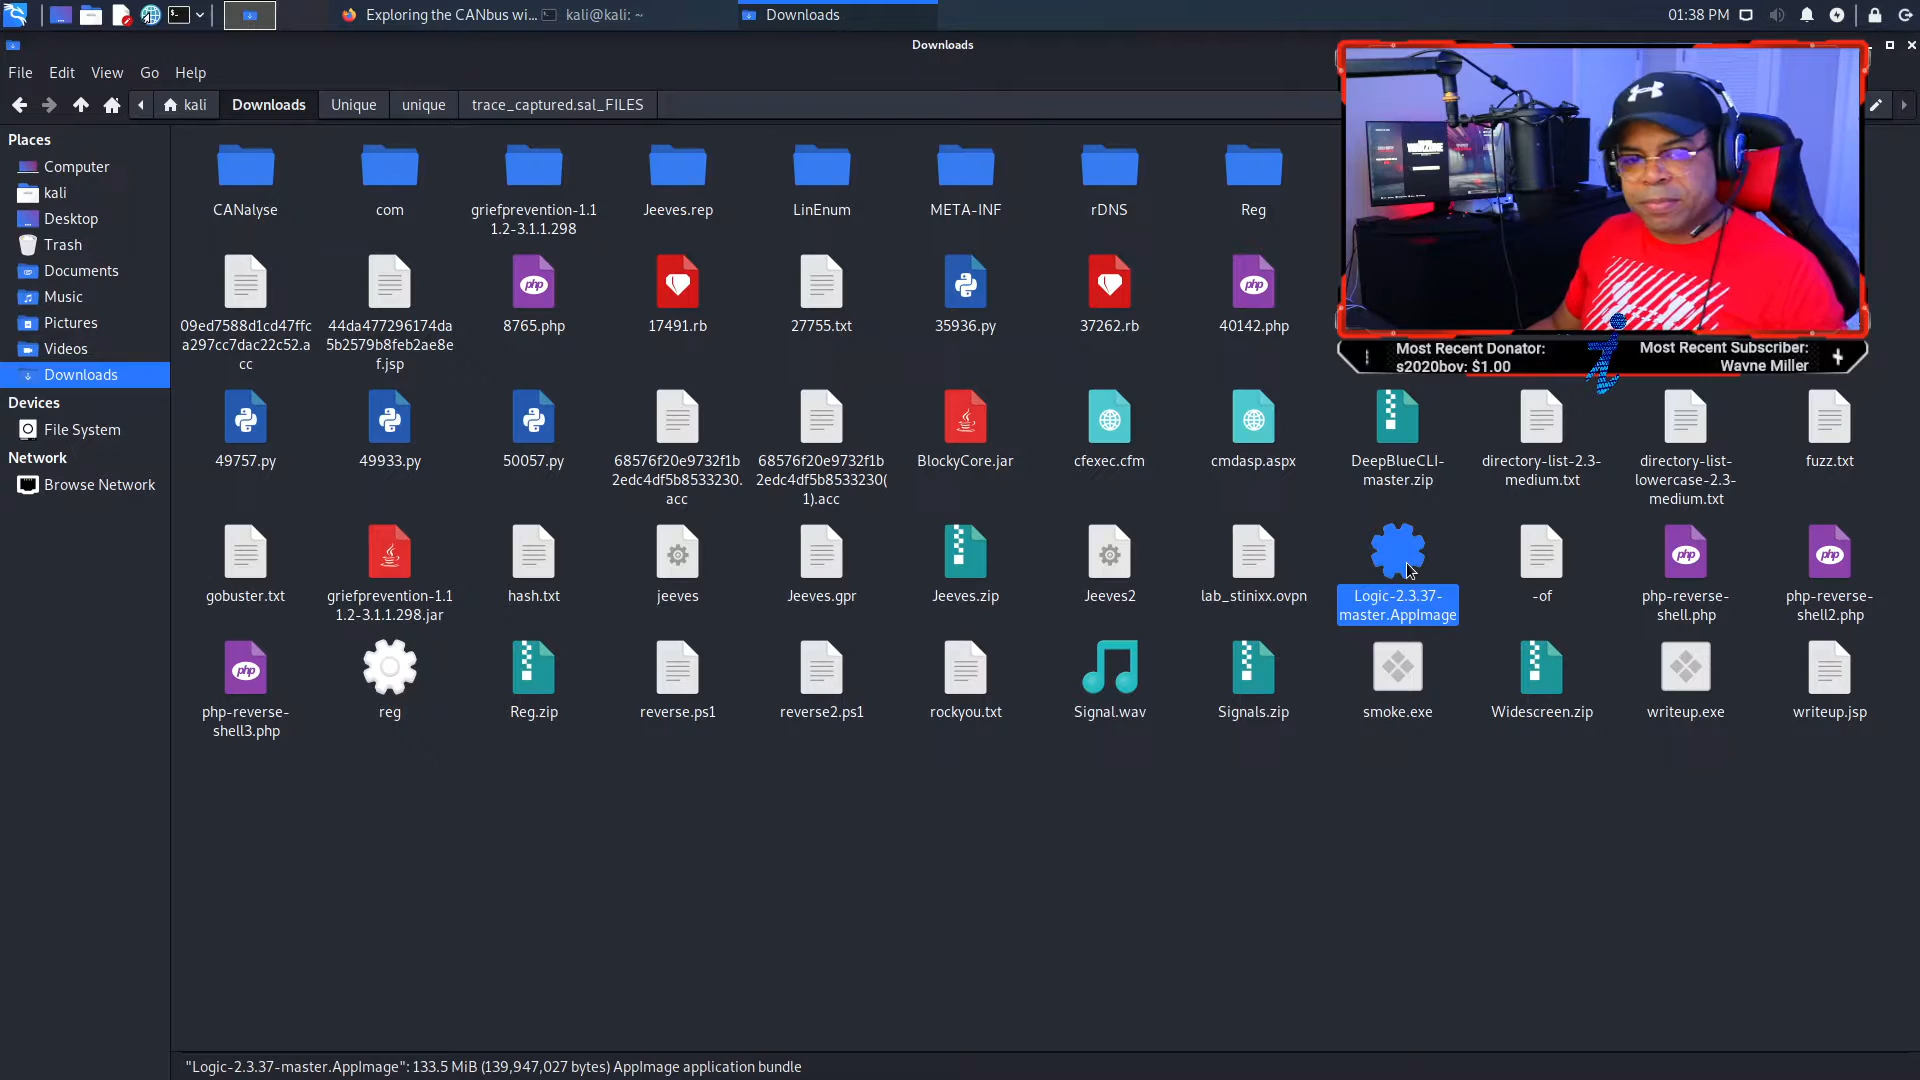 Exploring the CANbus wi...
kali@kali: ~
Downloads
01:38 PM
Downloads
File Edit View Go Help
kali Downloads Unique unique trace_captured.sal_FILES
Places
Computer
kali
Desktop
Trash
Documents
Music
Pictures
Videos
Downloads
Devices
File System
Network
Browse Network
CANalyse
com
griefprevention-1.1
1.2-3.1.1.298
Jeeves.rep
LinEnum
META-INF
rDNS
Reg
09ed7588d1cd47ffc
a297cc7dac22c52.a
cc
44da477296174da
5b2579b8feb2ae8e
f.jsp
8765.php
17491.rb
27755.txt
35936.py
37262.rb
40142.php
WARZONE
Most Recent Donator:
s2020bov: $1.00
Most Recent Subscriber:
Wayne Miller
49757.py
49933.py
50057.py
68576f20e9732f1b
2edc4df5b8533230.
acc
68576f20e9732f1b
2edc4df5b8533230(
1).acc
BlockyCore.jar
cfexec.cfm
cmdasp.aspx
DeepBlueCLI-
master.zip
directory-list-2.3-
medium.txt
directory-list-
lowercase-2.3-
medium.txt
fuzz.txt
gobuster.txt
griefprevention-1.1
1.2-3.1.1.298.jar
hash.txt
jeeves
Jeeves.gpr
Jeeves.zip
Jeeves2
lab_stinixx.ovpn
Logic-2.3.37-
master.AppImage
-of
php-reverse-
shell.php
php-reverse-
shell2.php
php-reverse-
shell3.php
reg
Reg.zip
reverse.ps1
reverse2.ps1
rockyou.txt
Signal.wav
Signals.zip
smoke.exe
Widescreen.zip
writeup.exe
writeup.jsp
"Logic-2.3.37-master.AppImage": 133.5 MiB (139,947,027 bytes) AppImage application bundle